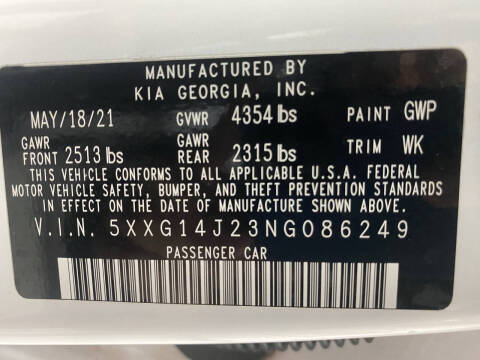 MANUFACTURED BY
KIA GEORGIA, INC.
MAY/18/21 GVWR 4354 lbs PAINT GWP
GAWR FRONT 2513 lbs GAWR REAR 2315 lbs TRIM WK
THIS VEHICLE CONFORMS TO ALL APPLICABLE U.S.A. FEDERAL
MOTOR VEHICLE SAFETY, BUMPER, AND THEFT PREVENTION STANDARDS
IN EFFECT ON THE DATE OF MANUFACTURE SHOWN ABOVE.
V.I.N. 5XXG14J23NG086249
PASSENGER CAR